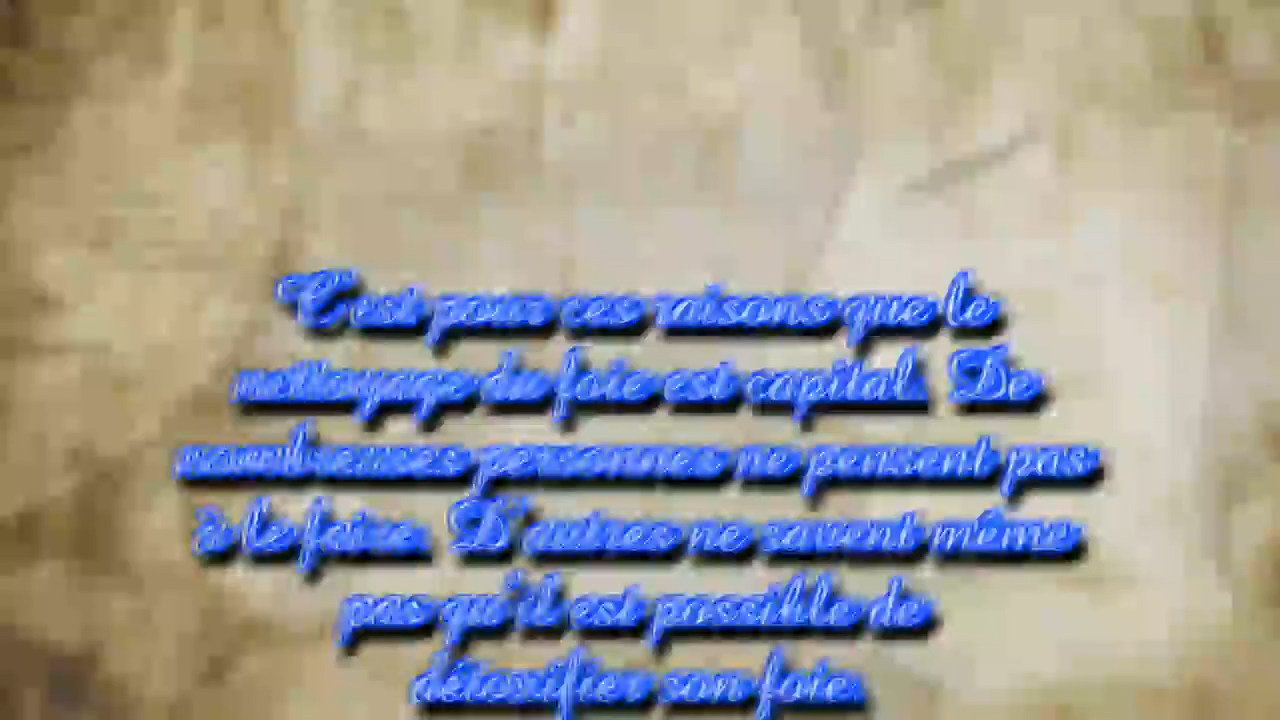 C'est pour ces raisons que le
nettoyage du foie est capital. De
nombreuses personnes ne pensent pas
à le faire. D'autres ne savent même
pas qu'il est possible de
détoxifier son foie.